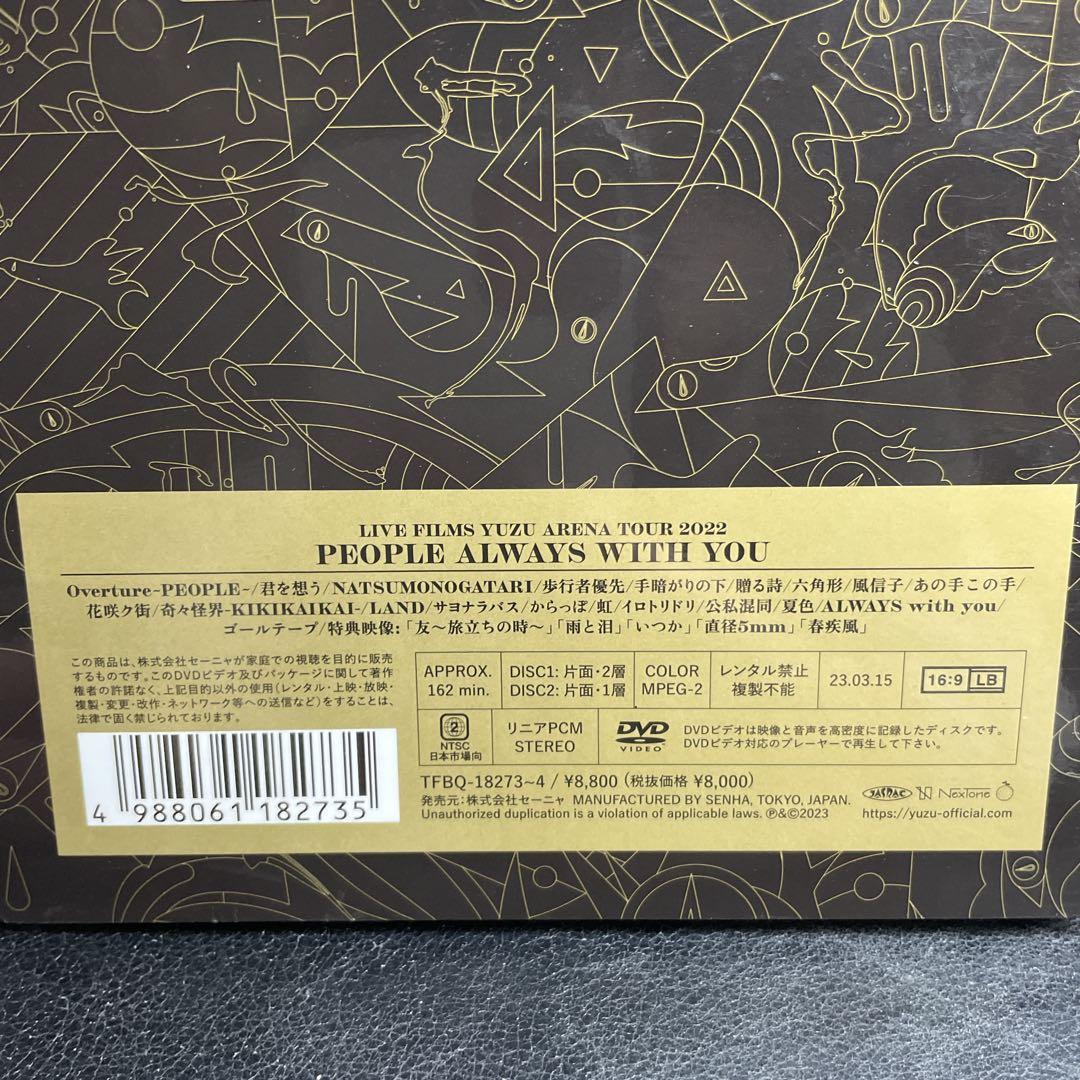 LIVE FILMS YUZU ARENA TOUR 2022
PEOPLE ALWAYS WITH YOU
Overture-PEOPLE-/君を想う/NATSUMONOGATARI/歩行者優先/手暗がりの下/贈る詩/六角形/風信子/あの手この手/
花咲ク街/奇々怪界-KIKIKAIKAI-/LAND/サヨナラバス/からっぽ/虹/イロトリドリ/公私混同/夏色/ALWAYS with you/
ゴールテープ/特典映像:「友〜旅立ちの時〜」「雨と泪」「いつか」「直径5mm」「春疾風」
この商品は、株式会社セーニャが家庭での視聴を目的に販売
するものです。このDVDビデオ及びパッケージに関して著作
権者の許諾なく、上記目的以外の使用(レンタル・上映・放映・
複製・変更・改作・ネットワーク等への送信など)をすることは、
法律で固く禁じられております。
APPROX.
162 min.
DISC1: 片面・2層
DISC2: 片面・1層
COLOR
MPEG-2
レンタル禁止
複製不能
23.03.15
16:9 LB
2
NTSC
日本市場向
リニアPCM
STEREO
DVD
VIDEO
DVDビデオは映像と音声を高密度に記録したディスクです。
DVDビデオ対応のプレーヤーで再生して下さい。
TFBQ-18273~4 / ¥8,800 (税抜価格 ¥8,000)
発売元:株式会社セーニャ MANUFACTURED BY SENHA, TOKYO, JAPAN.
Unauthorized duplication is a violation of applicable laws. ℗&©2023
JASRAC NexTone
https://yuzu-official.com
4 988061 182735